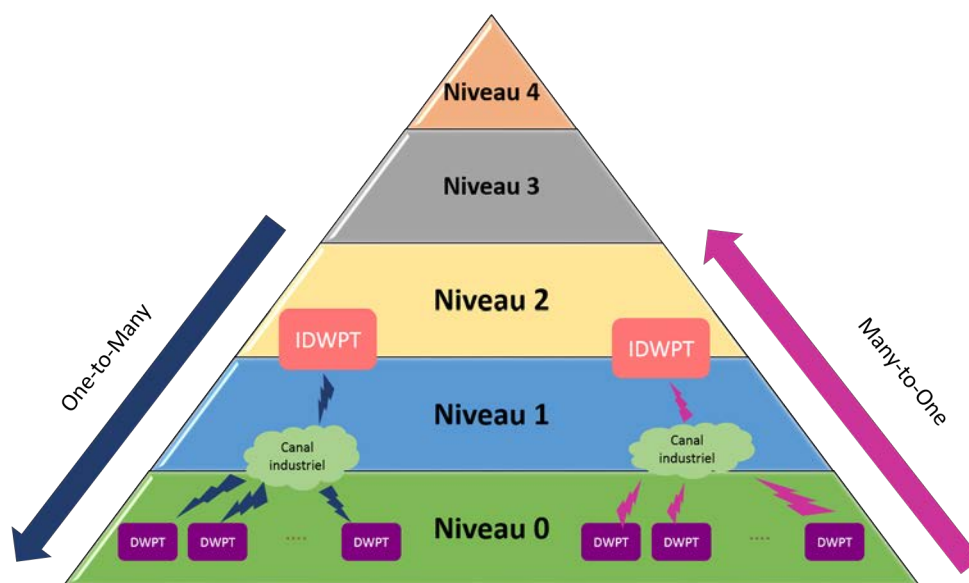 Niveau 4
Niveau 3
Niveau 2
IDWPT
IDWPT
One-to-Many
Many-to-One
Niveau 1
Canal
industriel
Canal
industriel
Niveau 0
DWPT
DWPT
....
DWPT
DWPT
DWPT
....
DWPT